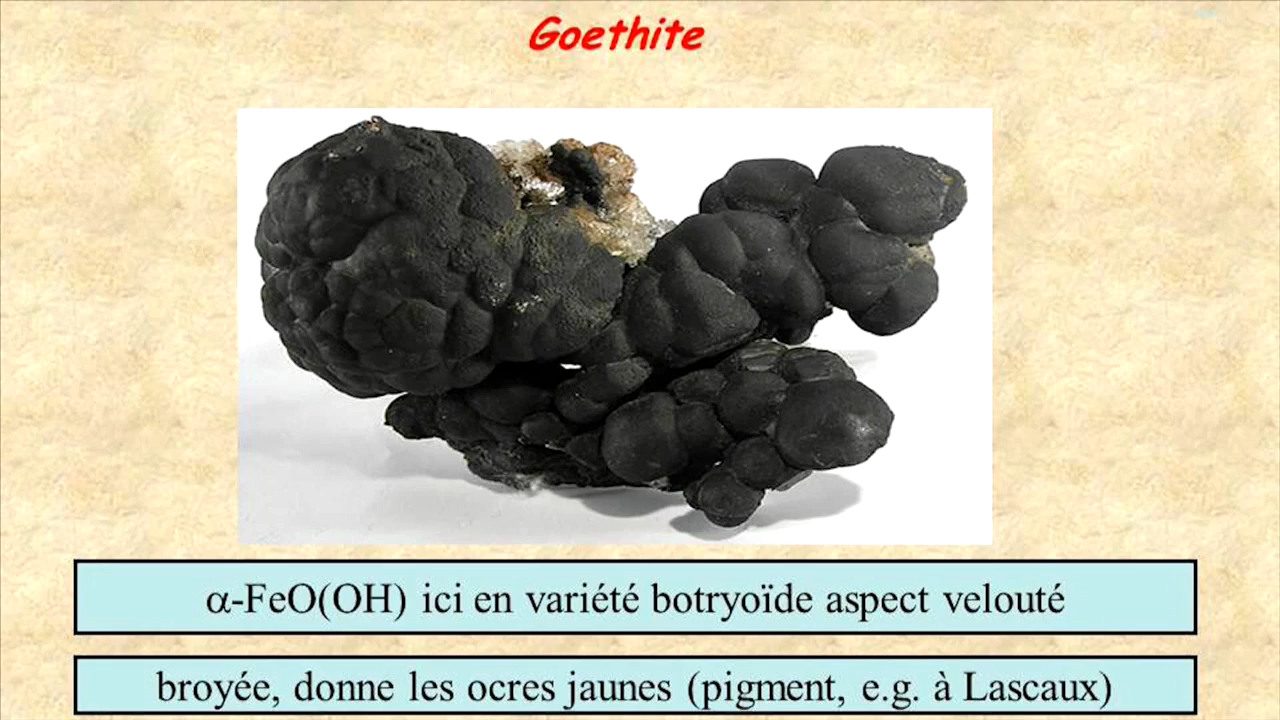 Goethite
α-FeO(OH) ici en variété botryoïde aspect velouté
broyée, donne les ocres jaunes (pigment, e.g. à Lascaux)